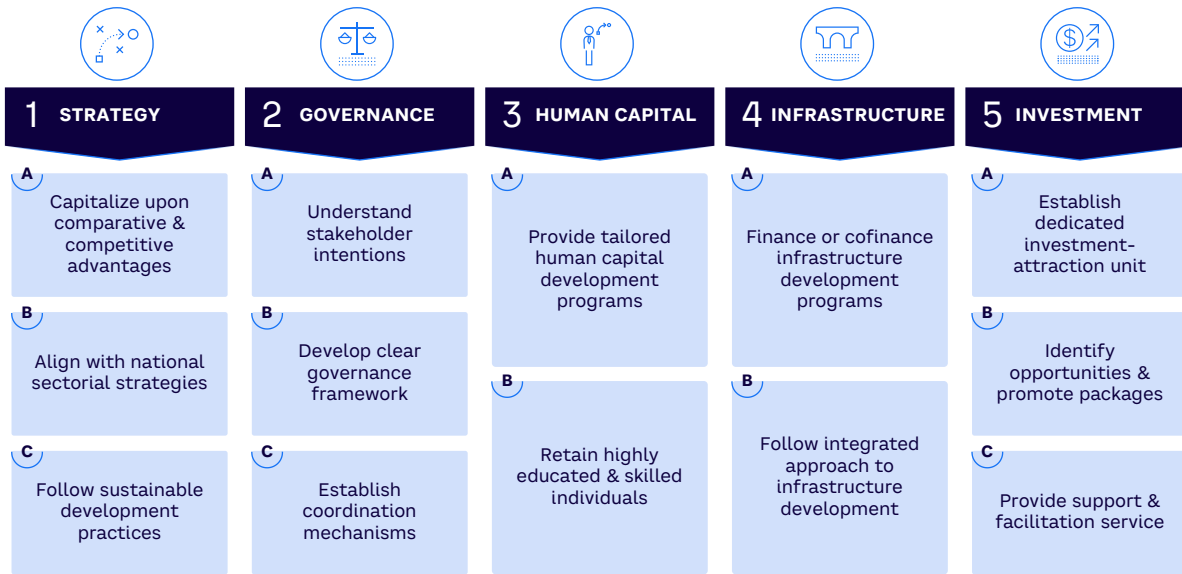 1 STRATEGY
A
Capitalize upon
comparative &
competitive
advantages
B
Align with national
sectorial strategies
C
Follow sustainable
development
practices
2 GOVERNANCE
A
Understand
stakeholder
intentions
B
Develop clear
governance
framework
C
Establish
coordination
mechanisms
3 HUMAN CAPITAL
A
Provide tailored
human capital
development
programs
B
Retain highly
educated & skilled
individuals
4 INFRASTRUCTURE
A
Finance or cofinance
infrastructure
development
programs
B
Follow integrated
approach to
infrastructure
development
5 INVESTMENT
A
Establish
dedicated
investment-
attraction unit
B
Identify
opportunities &
promote packages
C
Provide support &
facilitation service